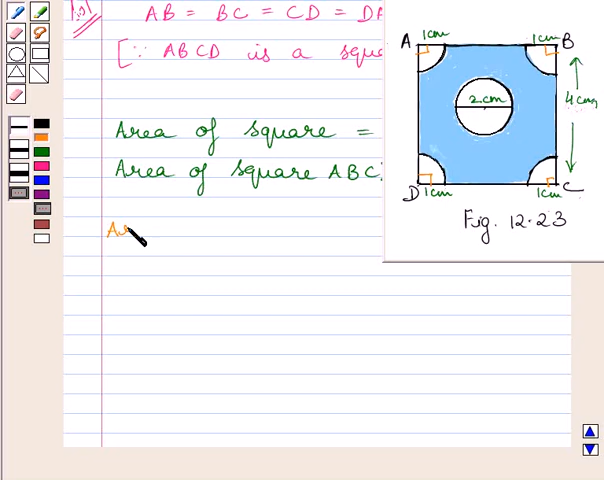 AB = BC = CD = DA
[∵ ABCD is a squa
Area of square =
Area of square ABC
A
1cm 1cm
A B
2cm
4cm
D C
1cm 1cm
Fig. 12.23